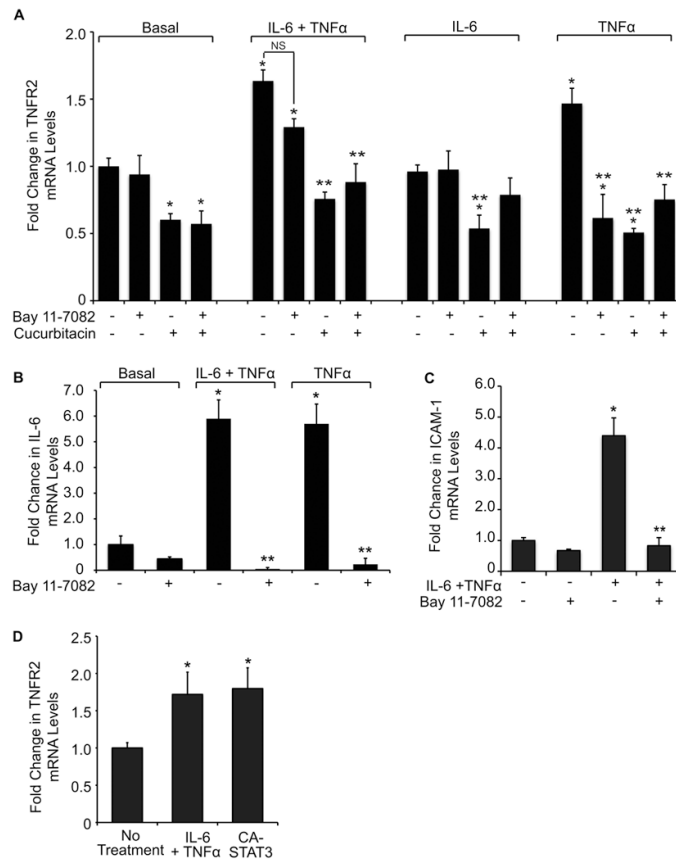 A
Basal IL-6 + TNFα IL-6 TNFα
Fold Change in TNFR2
mRNA Levels
2.0
1.5
1.0
0.5
0
* NS * * * * ** ** ** * * ** * ** * **
Bay 11-7082 - + - + - + - + - + - + - + - +
Cucurbitacin - - + + - - + + - - + + - - + +
B
Basal IL-6 + TNFα TNFα
Fold Chance in IL-6
mRNA Levels
7.0
6.0
5.0
4.0
3.0
2.0
1.0
0
* ** * **
Bay 11-7082 - + - + - +
C
Fold Change in ICAM-1
mRNA Levels
6.0
5.0
4.0
3.0
2.0
1.0
0
* **
IL-6 +TNFα - - + +
Bay 11-7082 - + - +
D
Fold Change in TNFR2
mRNA Levels
2.5
2.0
1.5
1.0
0.5
0
* *
No
Treatment
IL-6
+ TNFα
CA-
STAT3